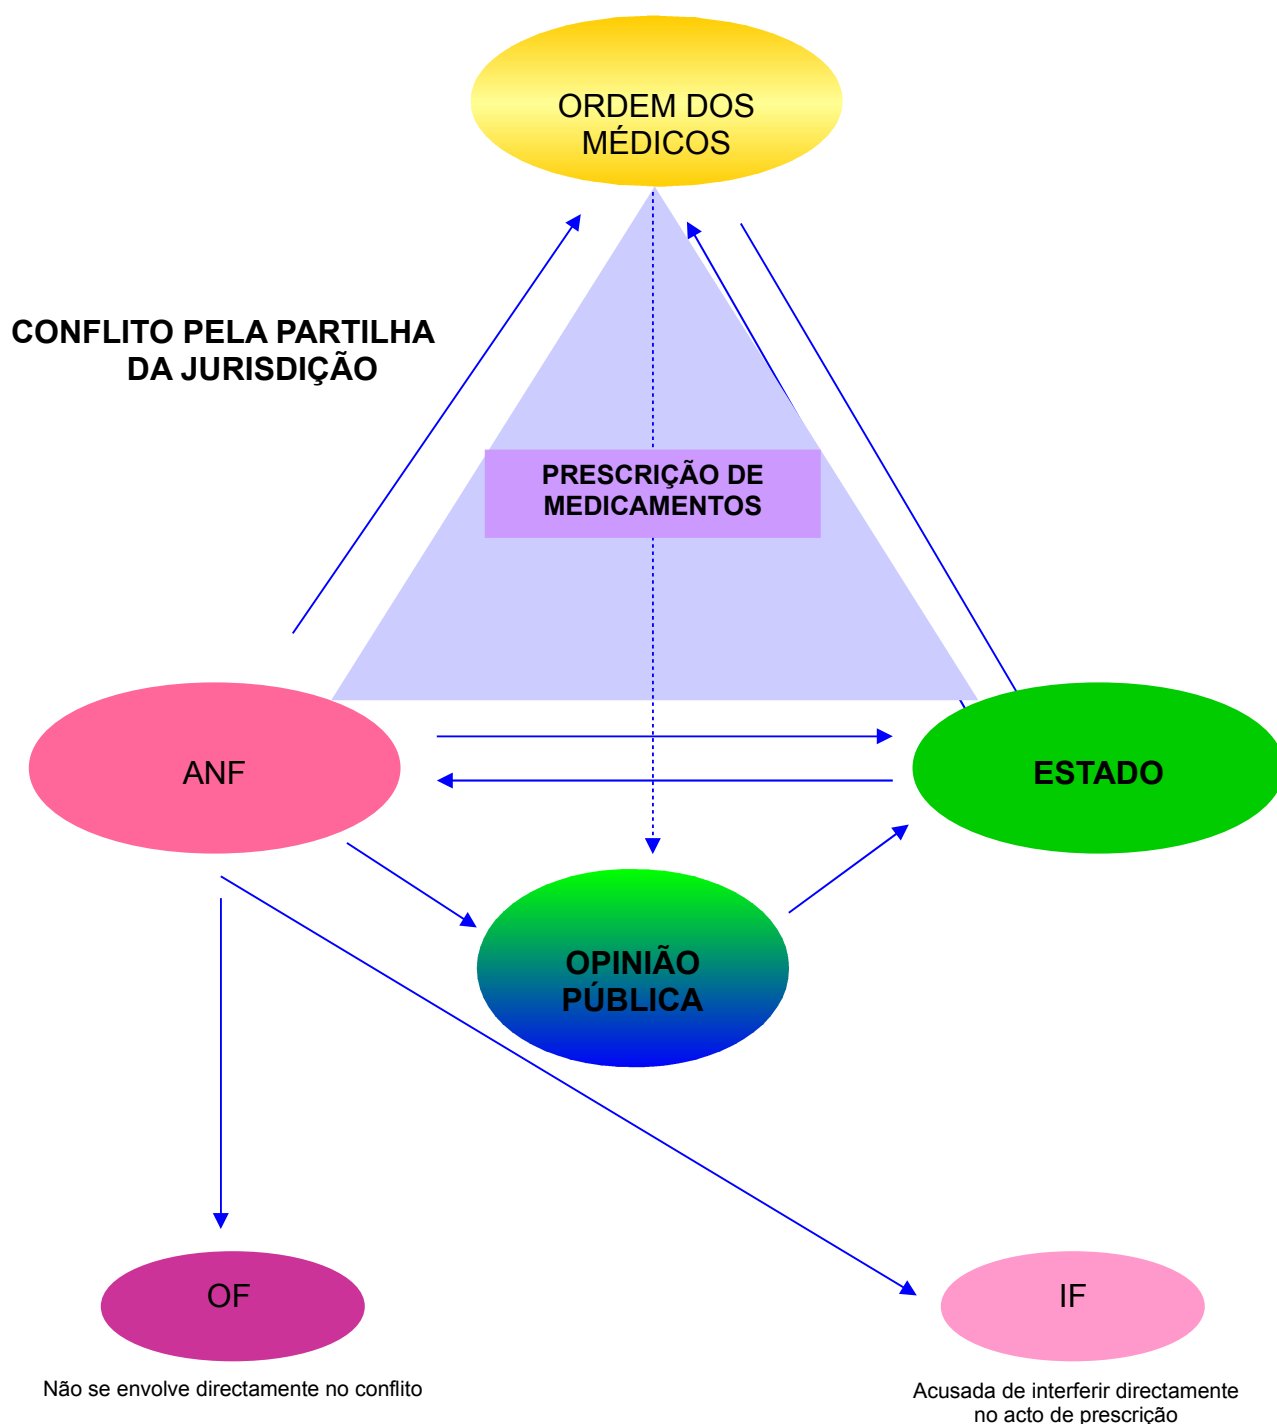 ORDEM DOS
MÉDICOS
CONFLITO PELA PARTILHA
DA JURISDIÇÃO
PRESCRIÇÃO DE
MEDICAMENTOS
ANF
ESTADO
OPINIÃO
PÚBLICA
OF
IF
Não se envolve directamente no conflito
Acusada de interferir directamente
no acto de prescrição